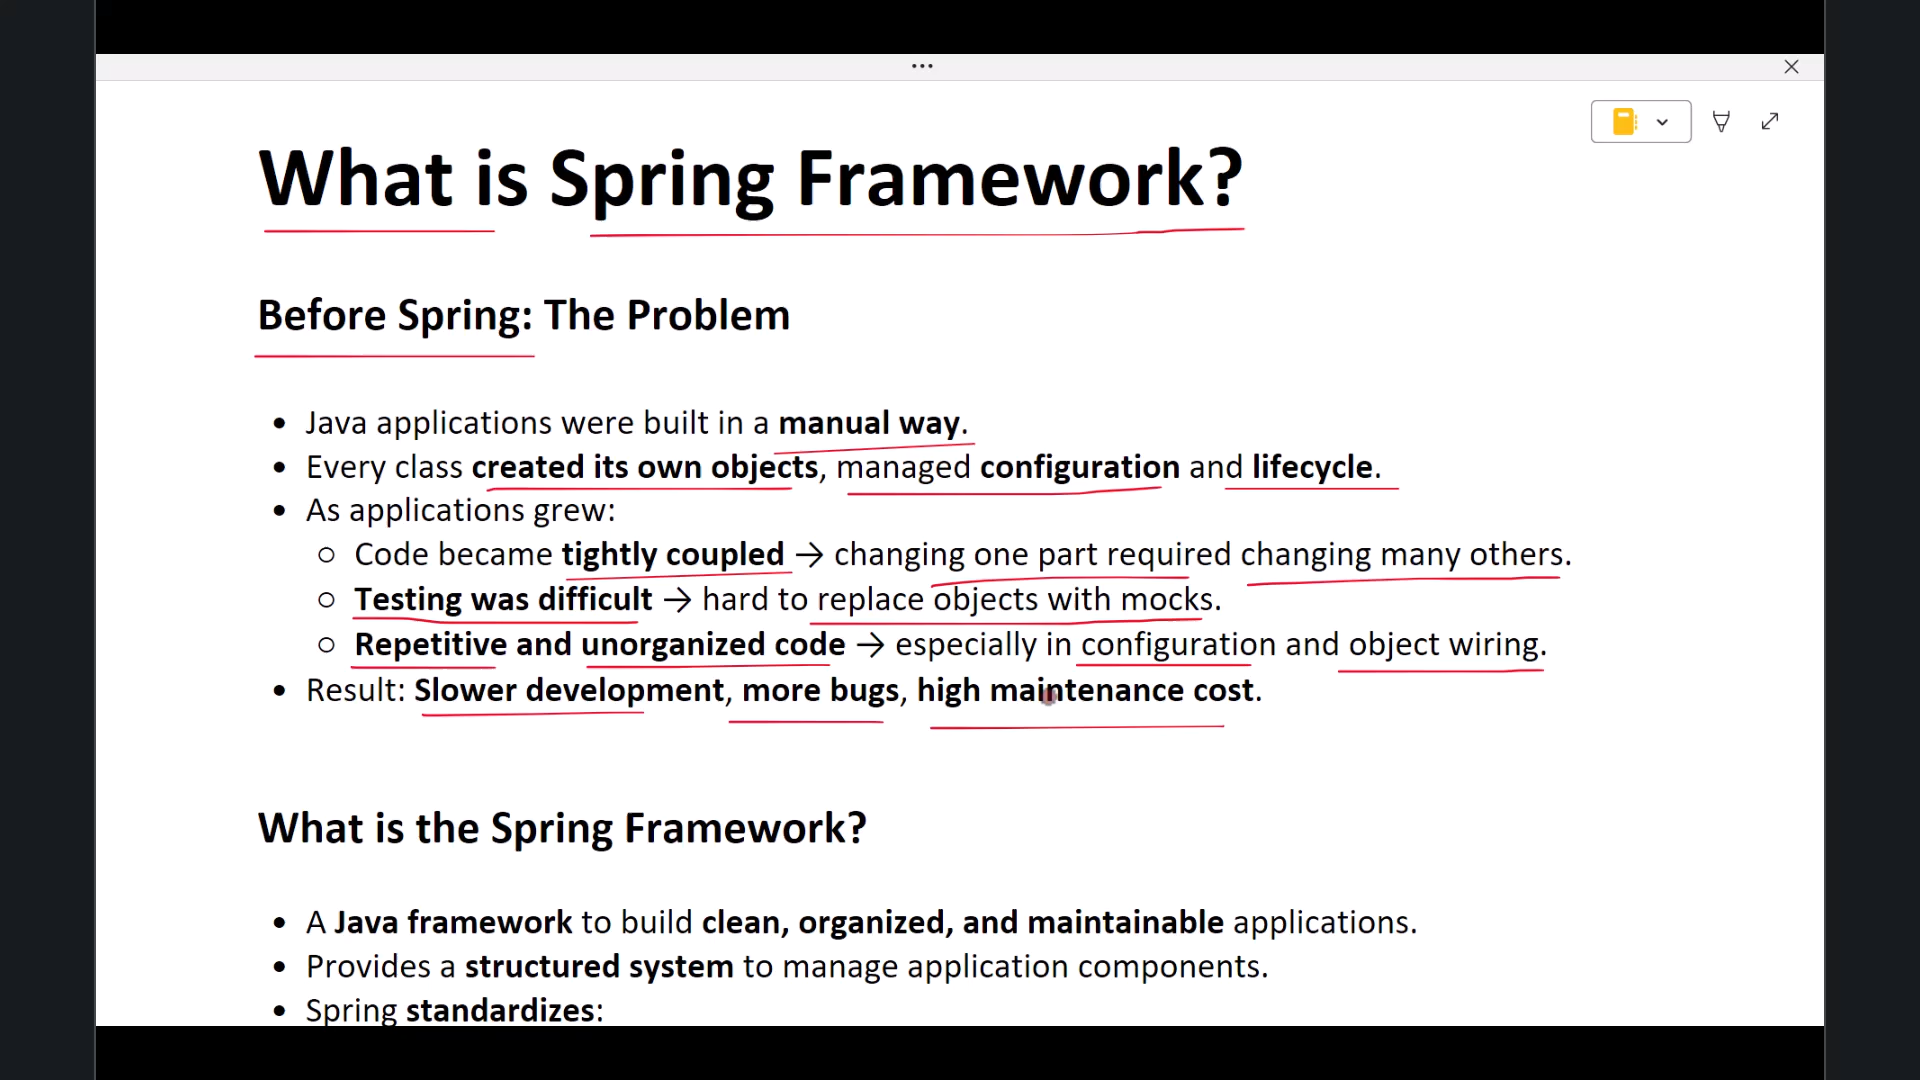 What is Spring Framework?
Before Spring: The Problem
• Java applications were built in a manual way.
• Every class created its own objects, managed configuration and lifecycle.
• As applications grew:
○ Code became tightly coupled → changing one part required changing many others.
○ Testing was difficult → hard to replace objects with mocks.
○ Repetitive and unorganized code → especially in configuration and object wiring.
• Result: Slower development, more bugs, high maintenance cost.
What is the Spring Framework?
• A Java framework to build clean, organized, and maintainable applications.
• Provides a structured system to manage application components.
• Spring standardizes: